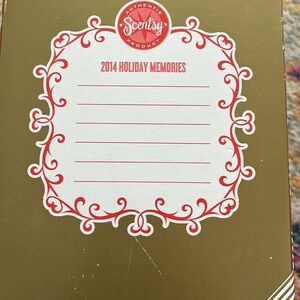 AUTHENTIC
Scentsy
PRODUCT
2014 HOLIDAY MEMORIES